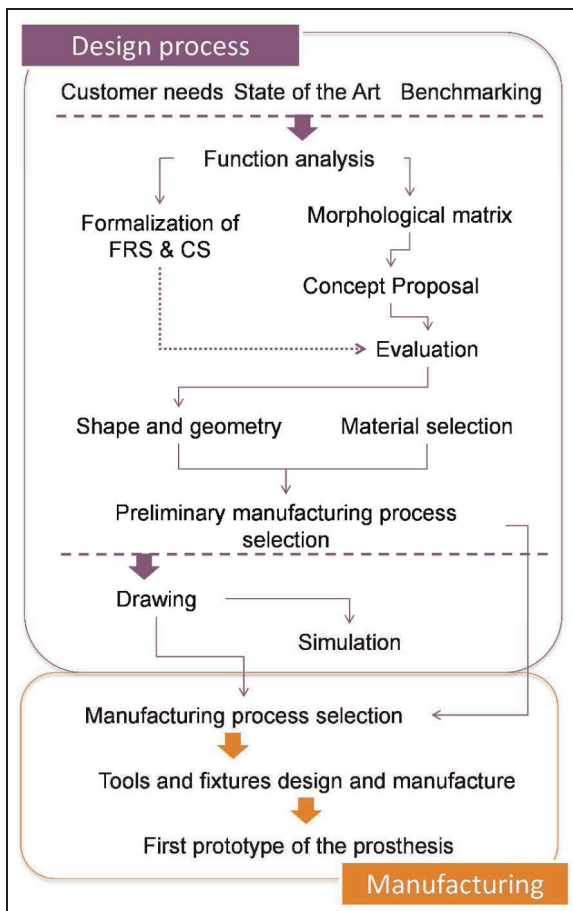 Design process
Customer needs State of the Art Benchmarking
Function analysis
Formalization of
FRS & CS
Morphological matrix
Concept Proposal
Evaluation
Shape and geometry
Material selection
Preliminary manufacturing process
selection
Drawing
Simulation
Manufacturing process selection
Tools and fixtures design and manufacture
First prototype of the prosthesis
Manufacturing